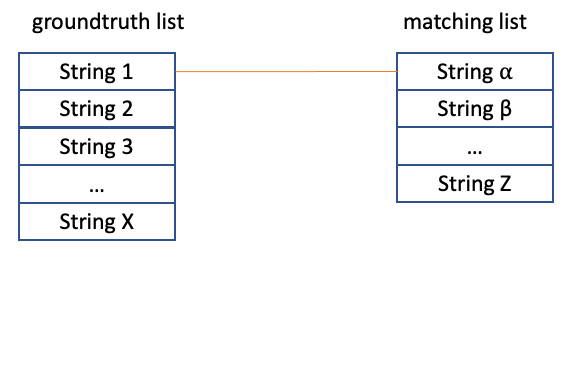 groundtruth list
String 1
String 2
String 3
...
String X
matching list
String α
String β
...
String Z